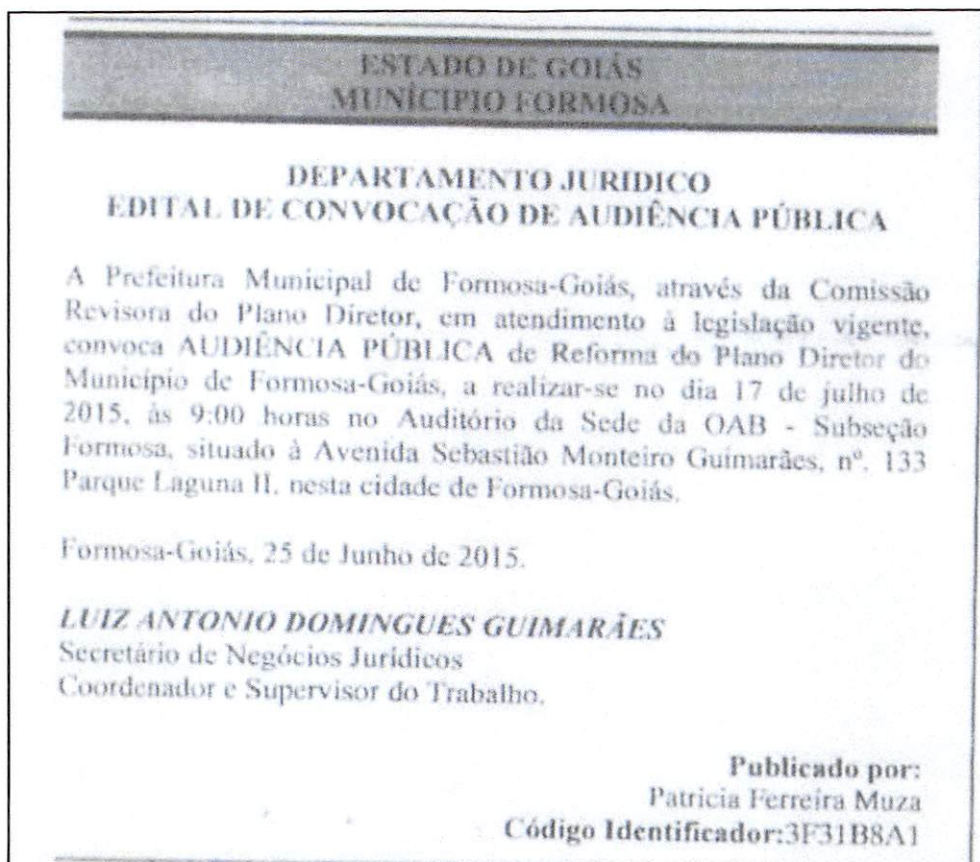 ESTADO DE GOIÁS
MUNICIPIO FORMOSA
DEPARTAMENTO JURIDICO
EDITAL DE CONVOCAÇÃO DE AUDIÊNCIA PÚBLICA
A Prefeitura Municipal de Formosa-Goiás, através da Comissão
Revisora do Plano Diretor, em atendimento à legislação vigente,
convoca AUDIÊNCIA PÚBLICA de Reforma do Plano Diretor do
Município de Formosa-Goiás, a realizar-se no dia 17 de julho de
2015, às 9:00 horas no Auditório da Sede da OAB - Subseção
Formosa, situado à Avenida Sebastião Monteiro Guimarães, nº. 133
Parque Laguna II, nesta cidade de Formosa-Goiás.
Formosa-Goiás, 25 de Junho de 2015.
LUIZ ANTONIO DOMINGUES GUIMARÃES
Secretário de Negócios Jurídicos
Coordenador e Supervisor do Trabalho.
Publicado por:
Patricia Ferreira Muza
Código Identificador:3F31B8A1